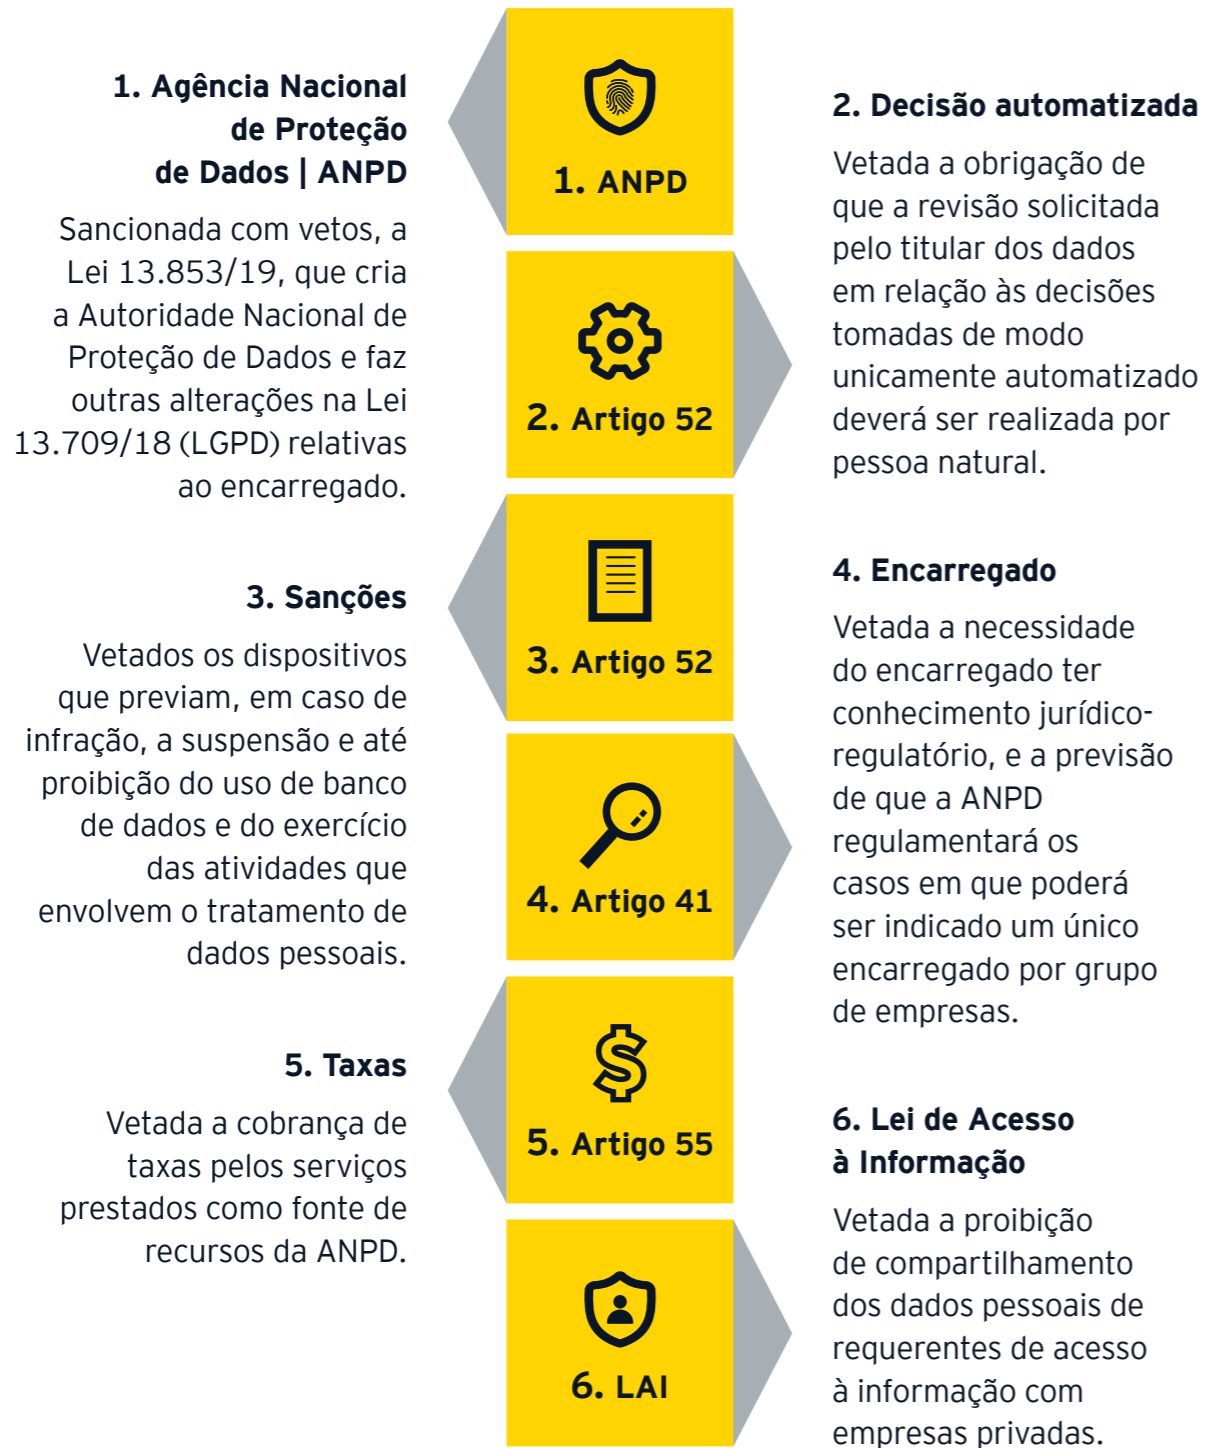 1. Agência Nacional
de Proteção
de Dados | ANPD
Sancionada com vetos, a
Lei 13.853/19, que cria
a Autoridade Nacional de
Proteção de Dados e faz
outras alterações na Lei
13.709/18 (LGPD) relativas
ao encarregado.
1. ANPD
2. Decisão automatizada
Vetada a obrigação de
que a revisão solicitada
pelo titular dos dados
em relação às decisões
tomadas de modo
unicamente automatizado
deverá ser realizada por
pessoa natural.
2. Artigo 52
3. Sanções
Vetados os dispositivos
que previam, em caso de
infração, a suspensão e até
proibição do uso de banco
de dados e do exercício
das atividades que
envolvem o tratamento de
dados pessoais.
3. Artigo 52
4. Encarregado
Vetada a necessidade
do encarregado ter
conhecimento jurídico-
regulatório, e a previsão
de que a ANPD
regulamentará os
casos em que poderá
ser indicado um único
encarregado por grupo
de empresas.
4. Artigo 41
5. Taxas
Vetada a cobrança de
taxas pelos serviços
prestados como fonte de
recursos da ANPD.
5. Artigo 55
6. Lei de Acesso
à Informação
Vetada a proibição
de compartilhamento
dos dados pessoais de
requerentes de acesso
à informação com
empresas privadas.
6. LAI